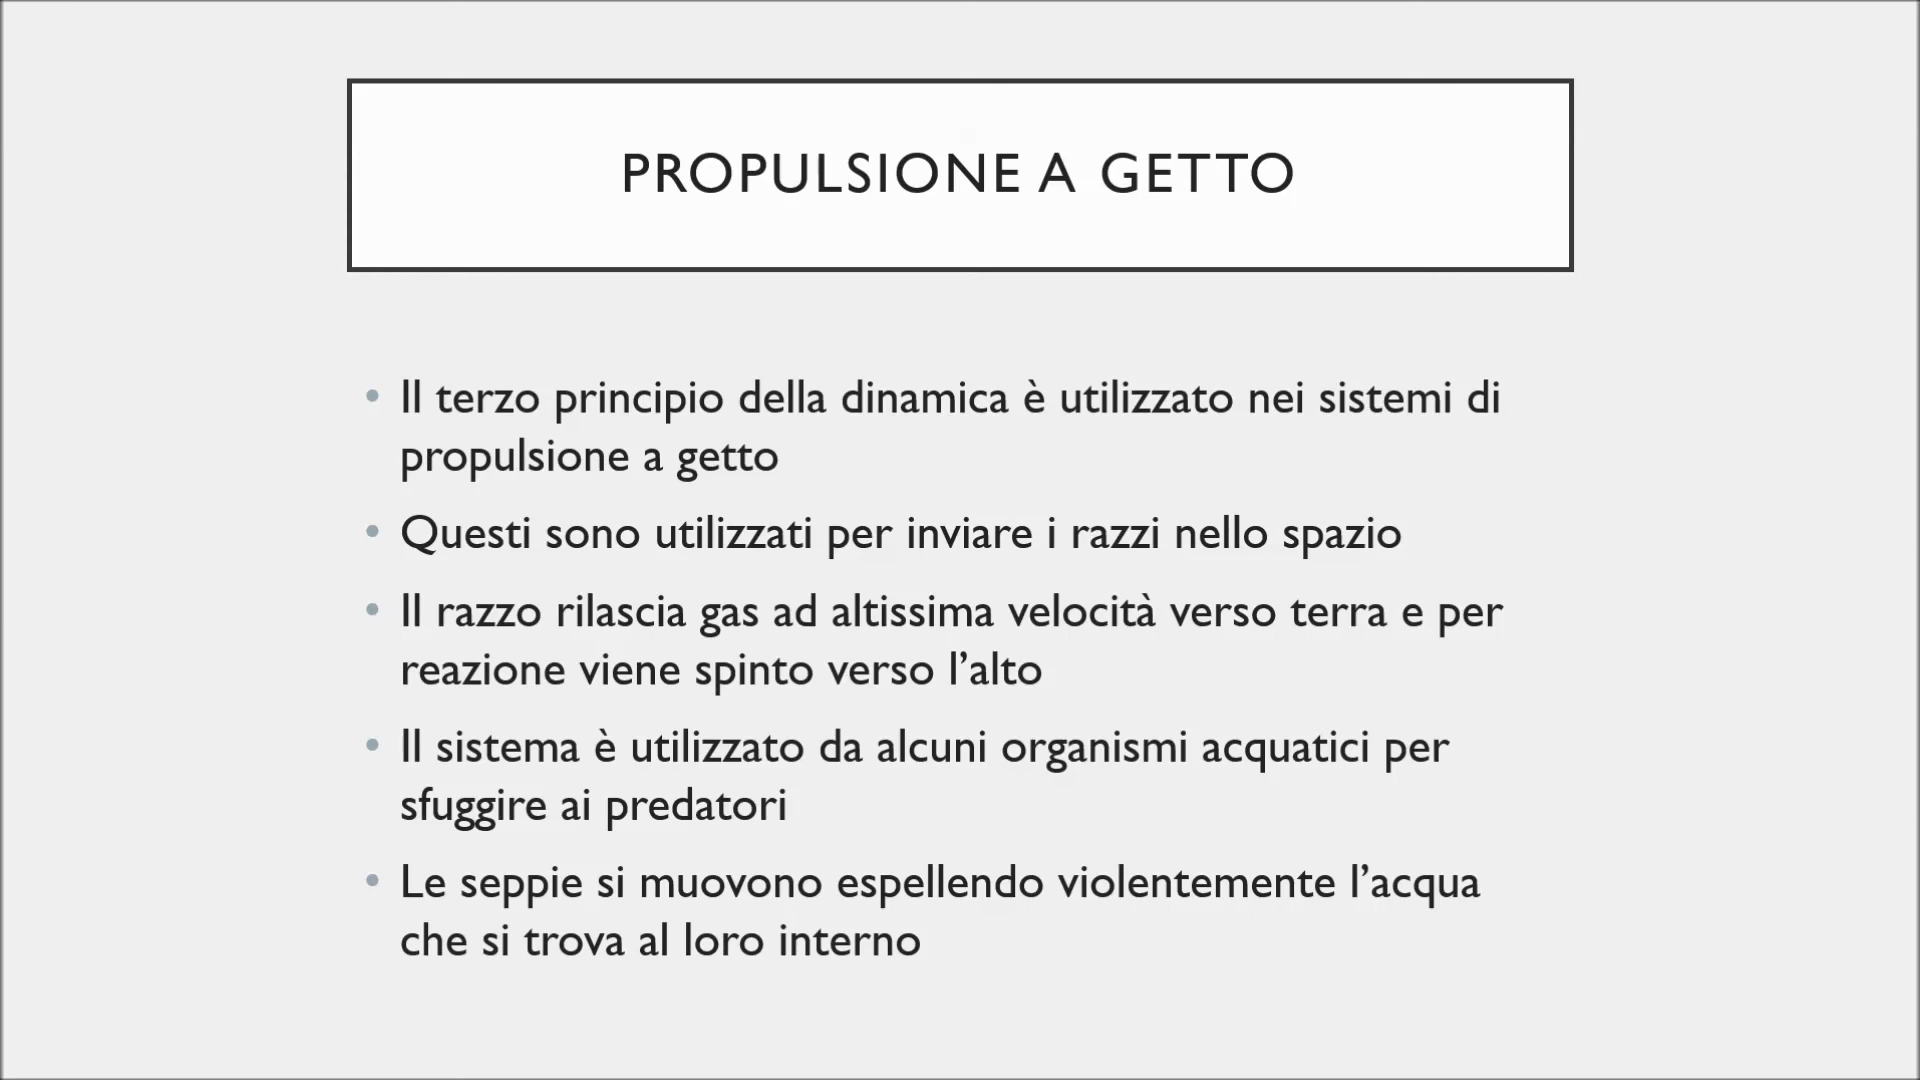 PROPULSIONE A GETTO
• Il terzo principio della dinamica è utilizzato nei sistemi di
propulsione a getto
• Questi sono utilizzati per inviare i razzi nello spazio
• Il razzo rilascia gas ad altissima velocità verso terra e per
reazione viene spinto verso l’alto
• Il sistema è utilizzato da alcuni organismi acquatici per
sfuggire ai predatori
• Le seppie si muovono espellendo violentemente l’acqua
che si trova al loro interno